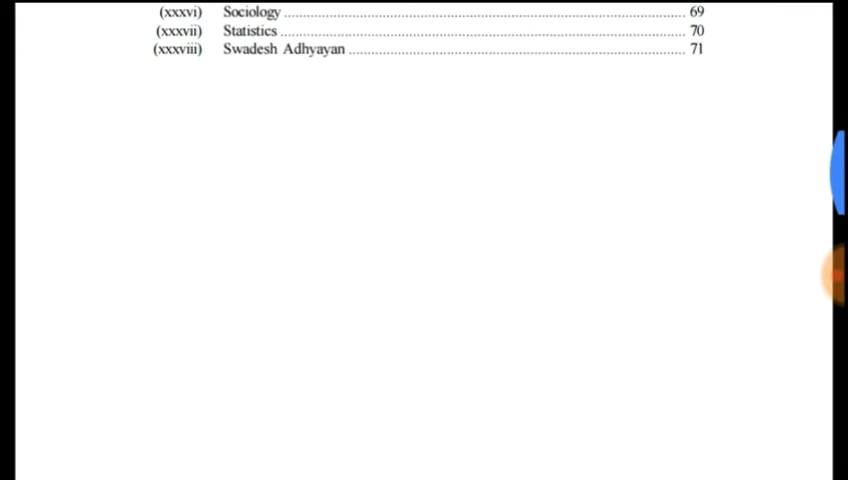 (xxxvi) Sociology ........................................................................................................ 69
(xxxvii) Statistics ........................................................................................................ 70
(xxxviii) Swadesh Adhyayan ........................................................................................ 71